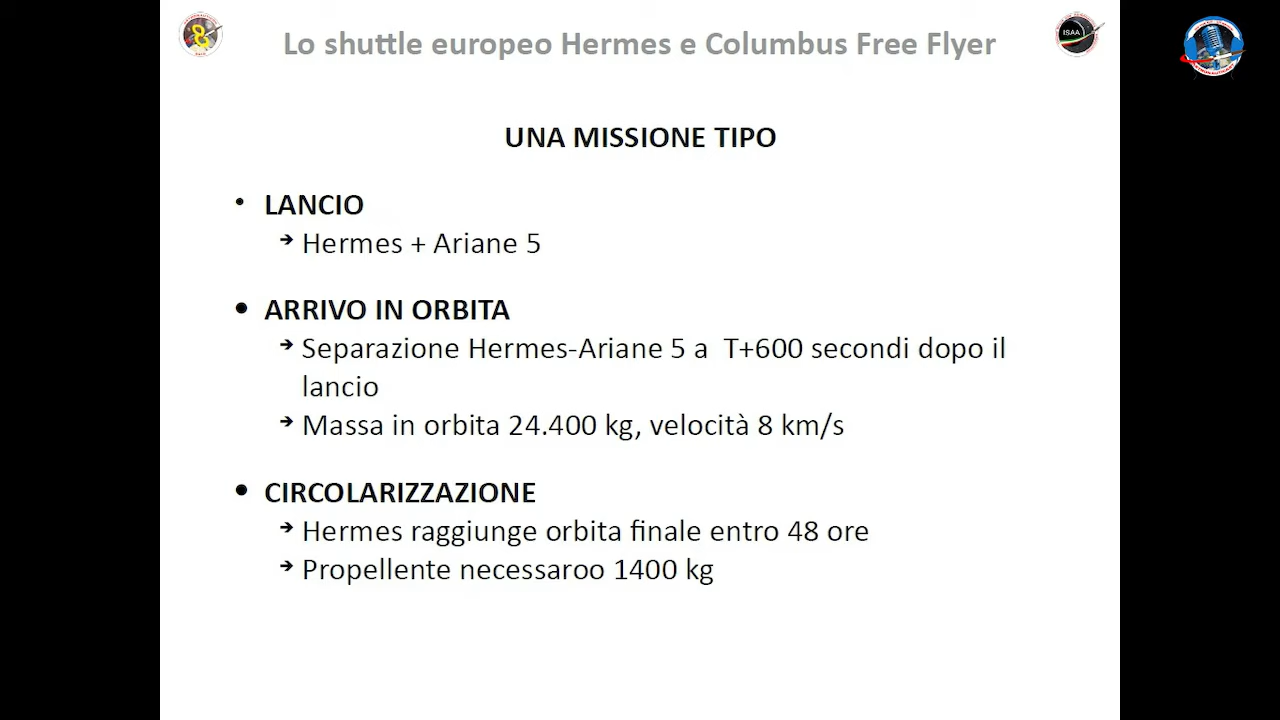 Lo shuttle europeo Hermes e Columbus Free Flyer
ISAA
UNA MISSIONE TIPO
• LANCIO
➔ Hermes + Ariane 5
• ARRIVO IN ORBITA
➔ Separazione Hermes-Ariane 5 a T+600 secondi dopo il
lancio
➔ Massa in orbita 24.400 kg, velocità 8 km/s
• CIRCOLARIZZAZIONE
➔ Hermes raggiunge orbita finale entro 48 ore
➔ Propellente necessaroo 1400 kg